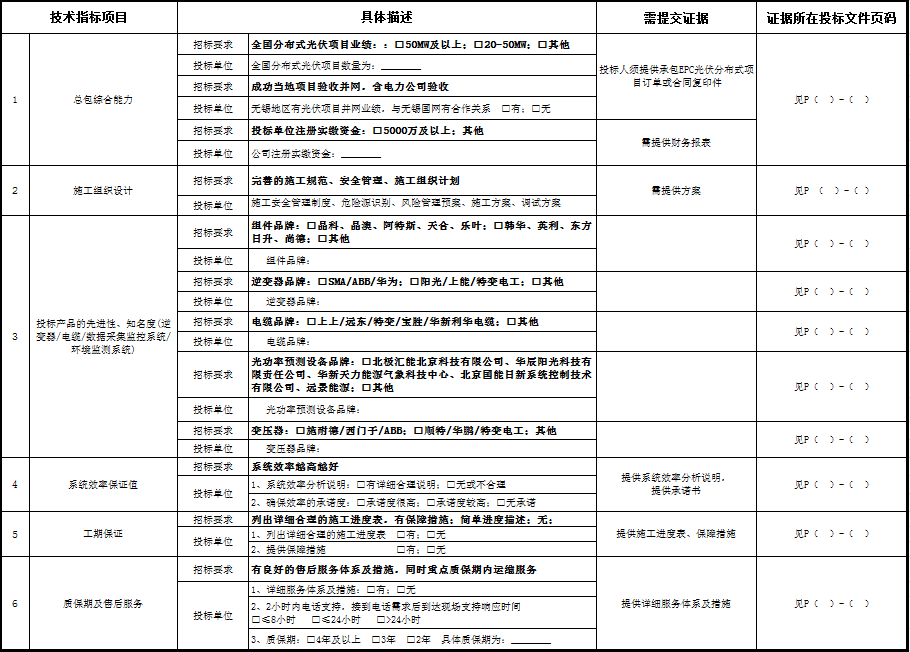 技术指标项目 具体描述 需提交证据 证据所在投标文件页码
1 总包综合能力
招标要求 全国分布式光伏项目业绩：：□50MW及以上；□20-50MW；□其他
投标单位 全国分布式光伏项目数量为：________
招标要求 成功当地项目验收并网，含电力公司验收
投标单位 无锡地区有光伏项目并网业绩，与无锡国网有合作关系 □有；□无
投标人须提供承包EPC光伏分布式项
目订单或合同复印件
招标要求 投标单位注册实缴资金：□5000万及以上；其他
投标单位 公司注册实缴资金：________
需提供财务报表
见P（ ）-（ ）
2 施工组织设计
招标要求 完善的施工规范、安全管理、施工组织计划
投标单位 施工安全管理制度、危险源识别、风险管理预案、施工方案、调试方案
需提供方案
见P （ ）-（ ）
3 投标产品的先进性、知名度(逆
变器/电缆/数据采集监控系统/
环境监测系统)
招标要求 组件品牌：□晶科、晶澳、阿特斯、天合、乐叶；□韩华、英利、东方
日升、尚德；□其他
投标单位 组件品牌：
见P（ ）-（ ）
招标要求 逆变器品牌：□SMA/ABB/华为；□阳光/上能/特变电工；□其他
投标单位 逆变器品牌：
见P（ ）-（ ）
招标要求 电缆品牌：□上上/远东/特变/宝胜/华新利华电缆；□其他
投标单位 电缆品牌：
见P（ ）-（ ）
招标要求 光功率预测设备品牌：□北极汇能北京科技有限公司、华辰阳光科技有
限责任公司、华新天力能源气象科技中心、北京国能日新系统控制技术
有限公司、远景能源；□其他
投标单位 光功率预测设备品牌：
见P（ ）-（ ）
招标要求 变压器：□施耐德/西门子/ABB；□顺特/华鹏/特变电工；其他
投标单位 变压器品牌：
见P（ ）-（ ）
4 系统效率保证值
招标要求 系统效率越高越好
投标单位 1、系统效率分析说明：□有详细合理说明；□无或不合理
2、确保效率的承诺度：□承诺度很高；□承诺度较高；□无承诺
提供系统效率分析说明，
提供承诺书
见P（ ）-（ ）
5 工期保证
招标要求 列出详细合理的施工进度表，有保障措施；简单进度描述；无；
投标单位 1、列出详细合理的施工进度表 □有；□无
2、提供保障措施 □有；□无
提供施工进度表、保障措施
见P（ ）-（ ）
6 质保期及售后服务
招标要求 有良好的售后服务体系及措施，同时重点质保期内运维服务
投标单位 1、详细服务体系及措施：□有；□无
2、2小时内电话支持，接到电话需求后到达现场支持响应时间
□≤8小时 □≤24小时 □>24小时
3、质保期：□4年及以上 □3年 □2年 具体质保期为：________
提供详细服务体系及措施
见P（ ）-（ ）